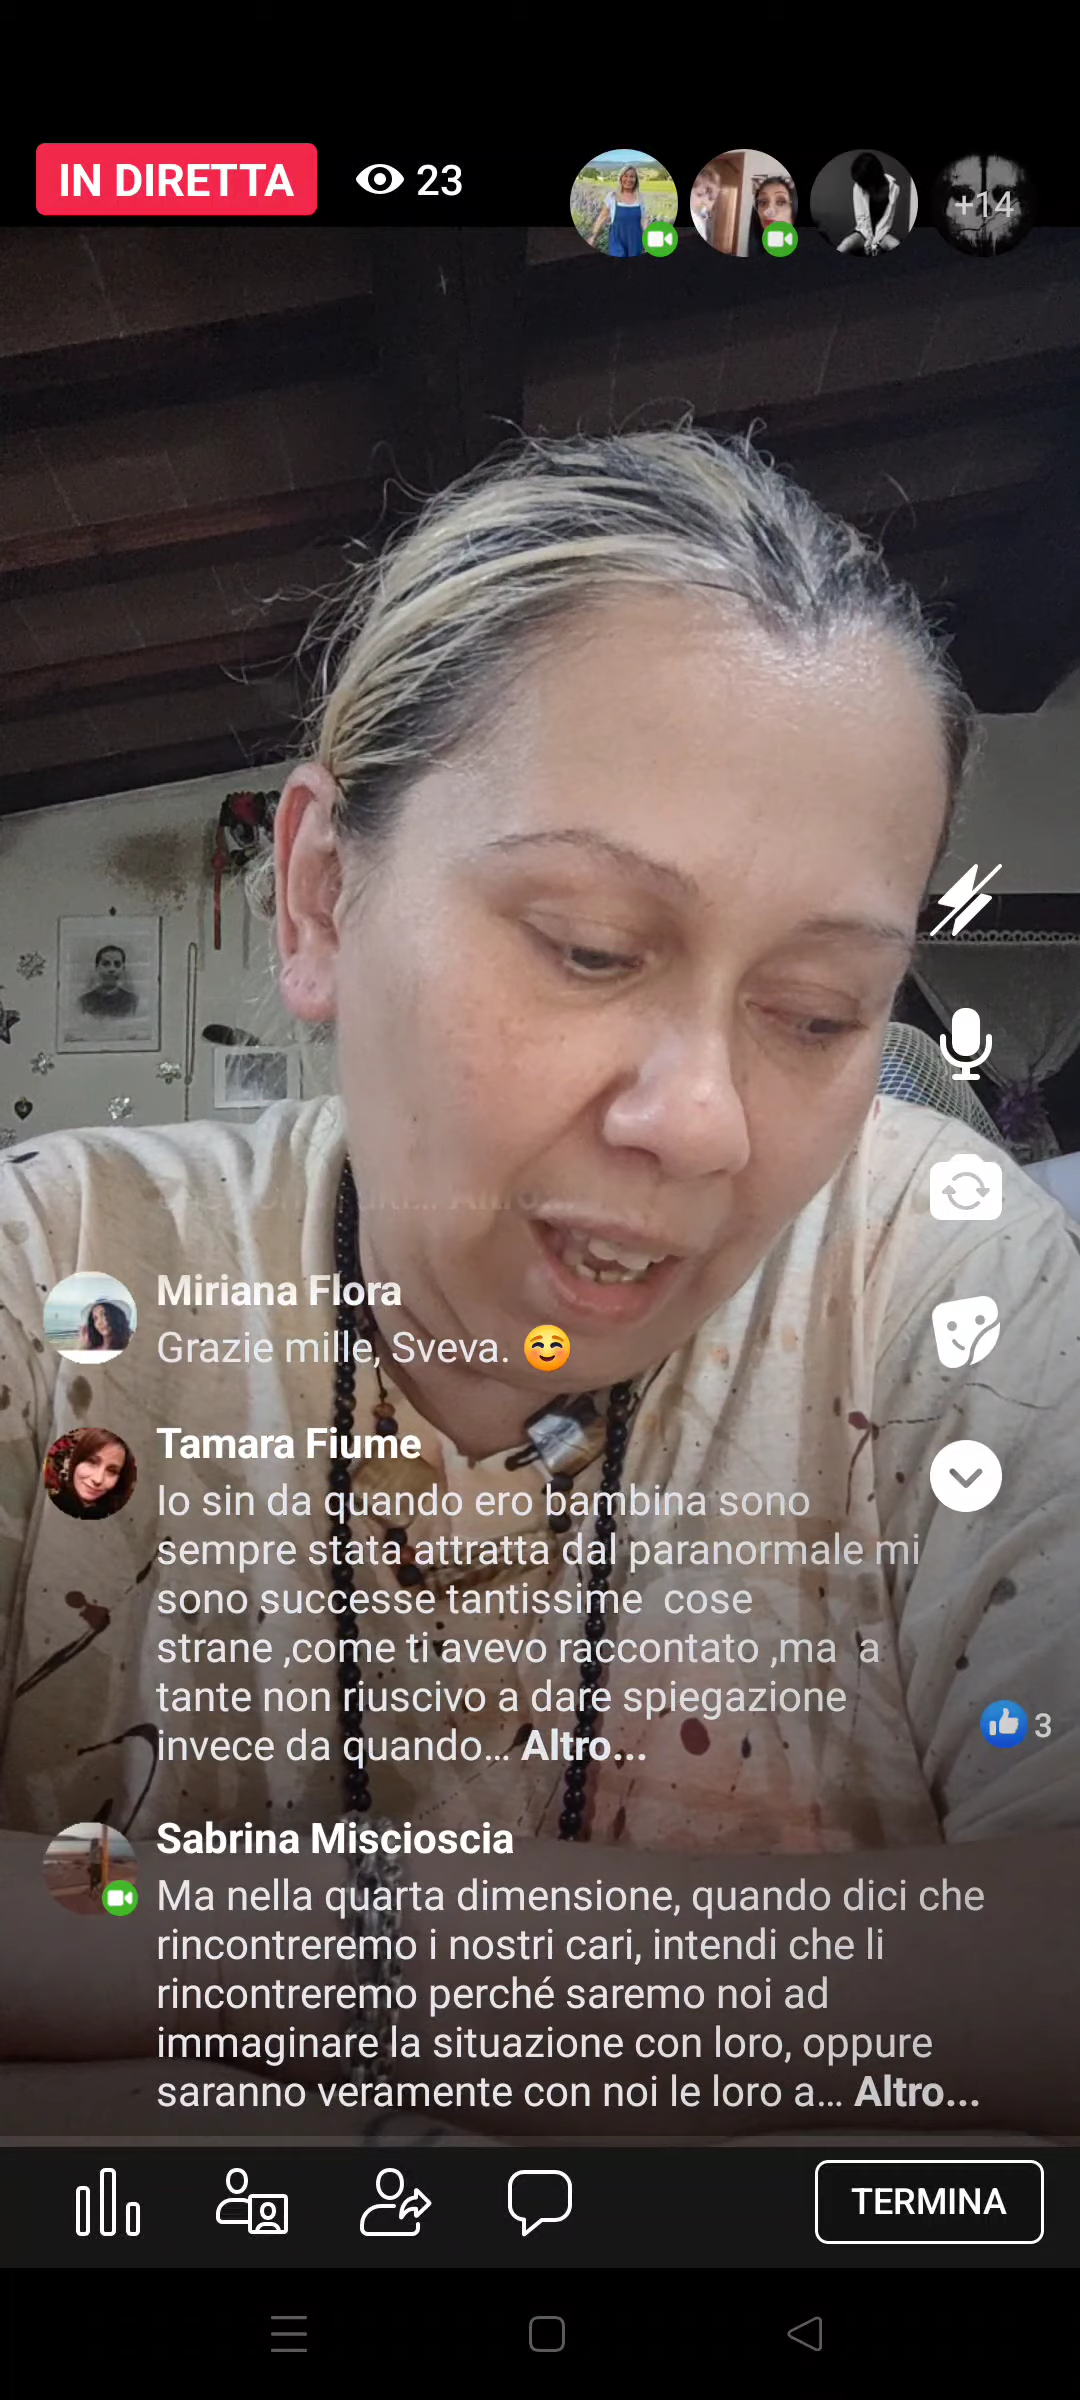 IN DIRETTA
23
+14
Miriana Flora
Grazie mille, Sveva. ☺️
Tamara Fiume
Io sin da quando ero bambina sono
sempre stata attratta dal paranormale mi
sono successe tantissime  cose
strane ,come ti avevo raccontato ,ma  a
tante non riuscivo a dare spiegazione
invece da quando... Altro...
3
Sabrina Miscioscia
Ma nella quarta dimensione, quando dici che
rincontreremo i nostri cari, intendi che li
rincontreremo perché saremo noi ad
immaginare la situazione con loro, oppure
saranno veramente con noi le loro a... Altro...
TERMINA